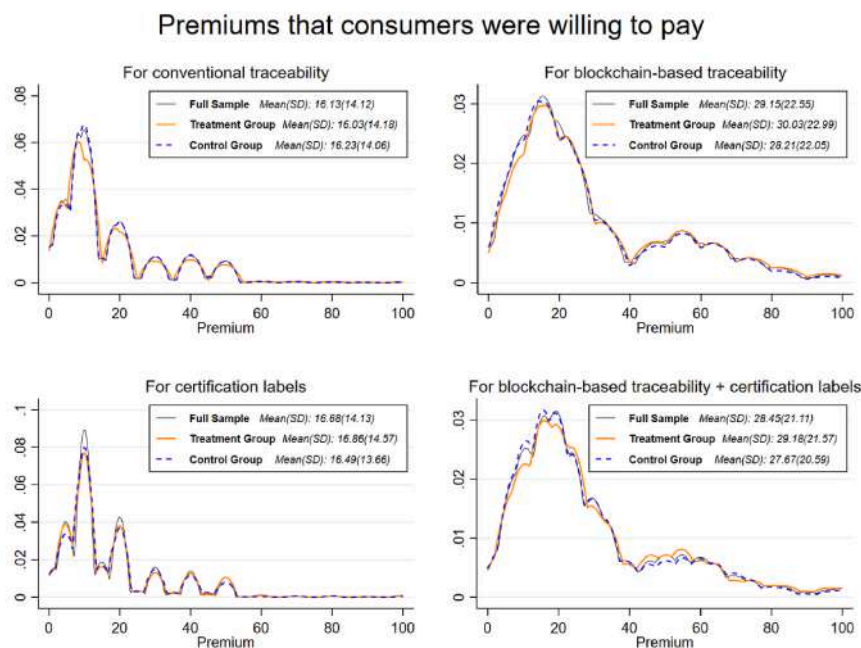 Premiums that consumers were willing to pay
For conventional traceability
Full Sample Mean(SD): 16.13(14.12)
Treatment Group Mean(SD): 16.03(14.18)
Control Group Mean(SD): 16.23(14.06)
.08
.06
.04
.02
0
0 20 40 60 80 100
Premium
For blockchain-based traceability
Full Sample Mean(SD): 29.15(22.55)
Treatment Group Mean(SD): 30.03(22.99)
Control Group Mean(SD): 28.21(22.05)
.03
.02
.01
0
0 20 40 60 80 100
Premium
For certification labels
Full Sample Mean(SD): 16.68(14.13)
Treatment Group Mean(SD): 16.86(14.57)
Control Group Mean(SD): 16.49(13.66)
.1
.08
.06
.04
.02
0
0 20 40 60 80 100
Premium
For blockchain-based traceability + certification labels
Full Sample Mean(SD): 28.45(21.11)
Treatment Group Mean(SD): 29.18(21.57)
Control Group Mean(SD): 27.67(20.59)
.03
.02
.01
0
0 20 40 60 80 100
Premium